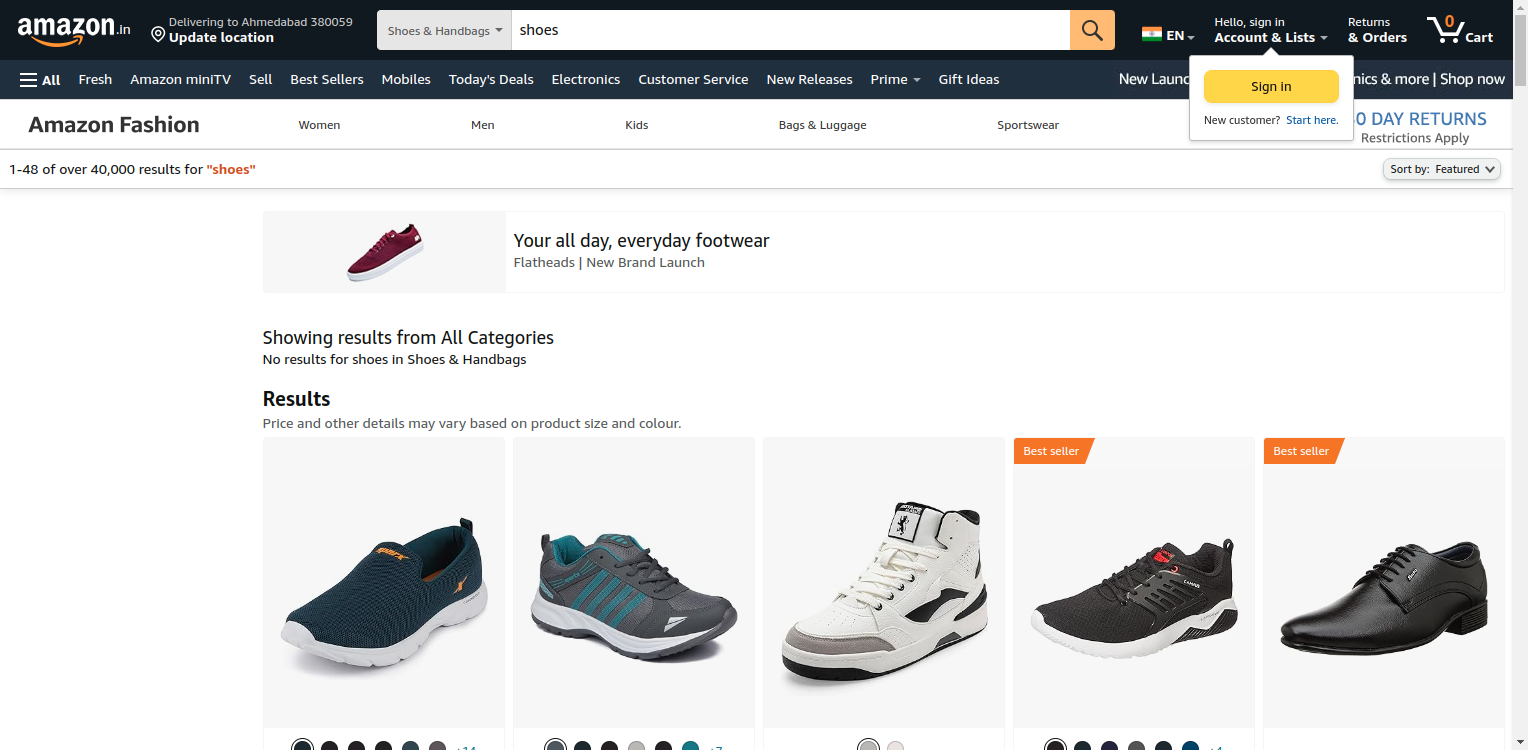 amazon.in
Delivering to Ahmedabad 380059
Update location
Shoes & Handbags
shoes
EN
Hello, sign in
Account & Lists
Returns
& Orders
0
Cart
All
Fresh
Amazon miniTV
Sell
Best Sellers
Mobiles
Today's Deals
Electronics
Customer Service
New Releases
Prime
Gift Ideas
New Launc
nics & more | Shop now
Sign in
New customer? Start here.
Amazon Fashion
Women
Men
Kids
Bags & Luggage
Sportswear
0 DAY RETURNS
Restrictions Apply
1-48 of over 40,000 results for "shoes"
Sort by: Featured
Your all day, everyday footwear
Flatheads | New Brand Launch
Showing results from All Categories
No results for shoes in Shoes & Handbags
Results
Price and other details may vary based on product size and colour.
Best seller
Best seller
sparx